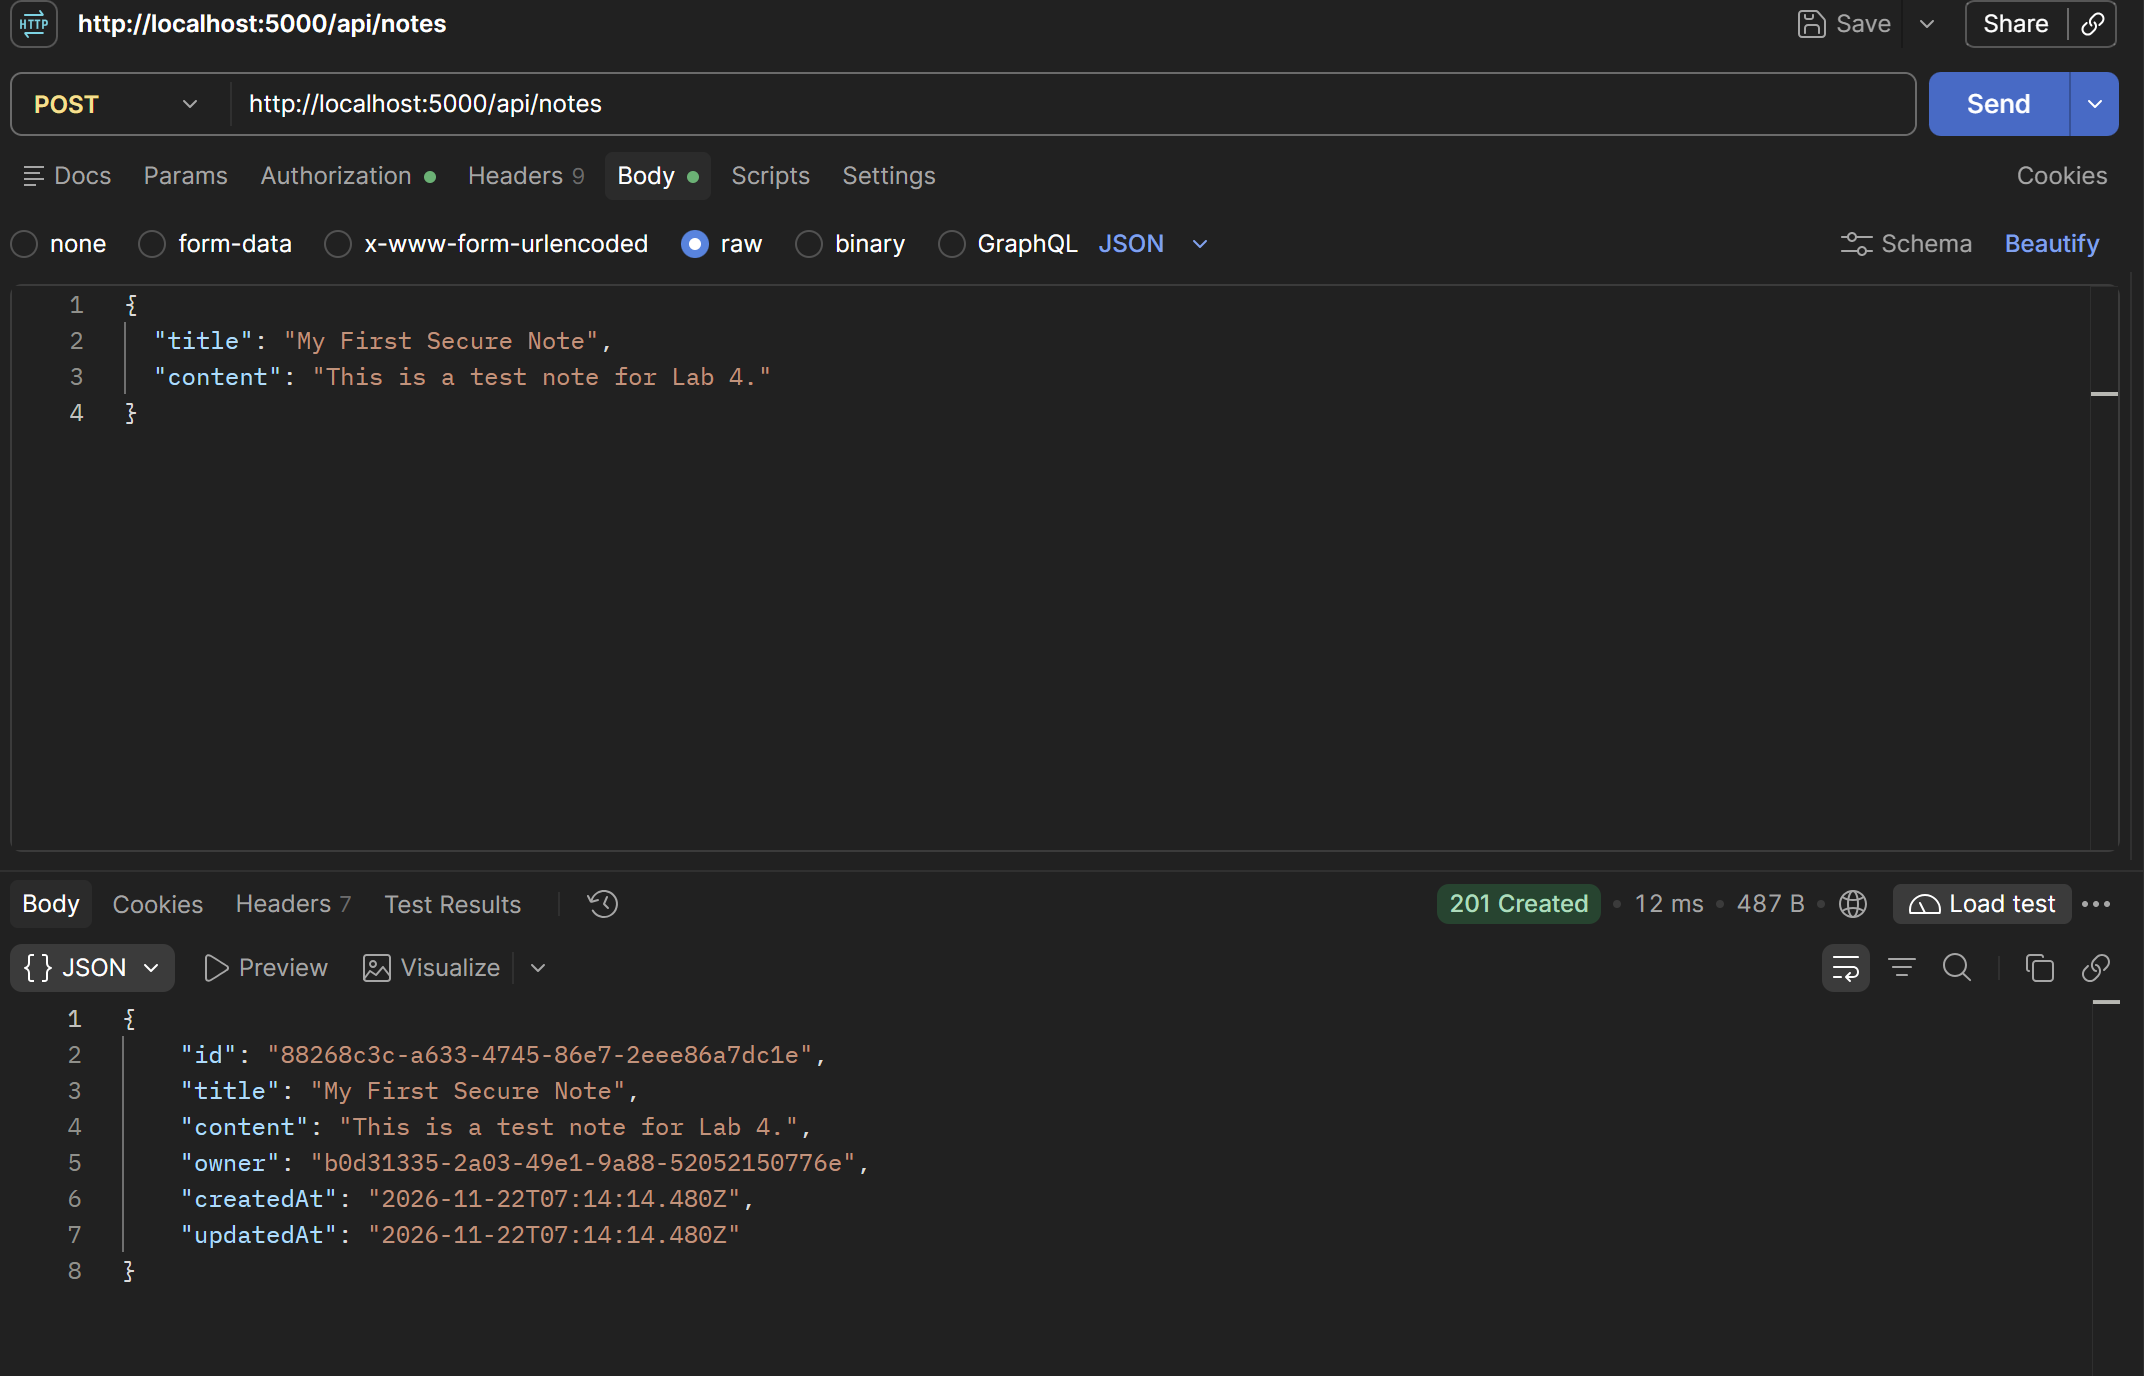 HTTP http://localhost:5000/api/notes Save Share
POST http://localhost:5000/api/notes Send
Docs Params Authorization Headers 9 Body Scripts Settings Cookies
none form-data x-www-form-urlencoded raw binary GraphQL JSON Schema Beautify
1 {
2 "title": "My First Secure Note",
3 "content": "This is a test note for Lab 4."
4 }
Body Cookies Headers 7 Test Results 201 Created • 12 ms • 487 B • Load test
{} JSON Preview Visualize
1 {
2 "id": "88268c3c-a633-4745-86e7-2eee86a7dc1e",
3 "title": "My First Secure Note",
4 "content": "This is a test note for Lab 4.",
5 "owner": "b0d31335-2a03-49e1-9a88-52052150776e",
6 "createdAt": "2026-11-22T07:14:14.480Z",
7 "updatedAt": "2026-11-22T07:14:14.480Z"
8 }